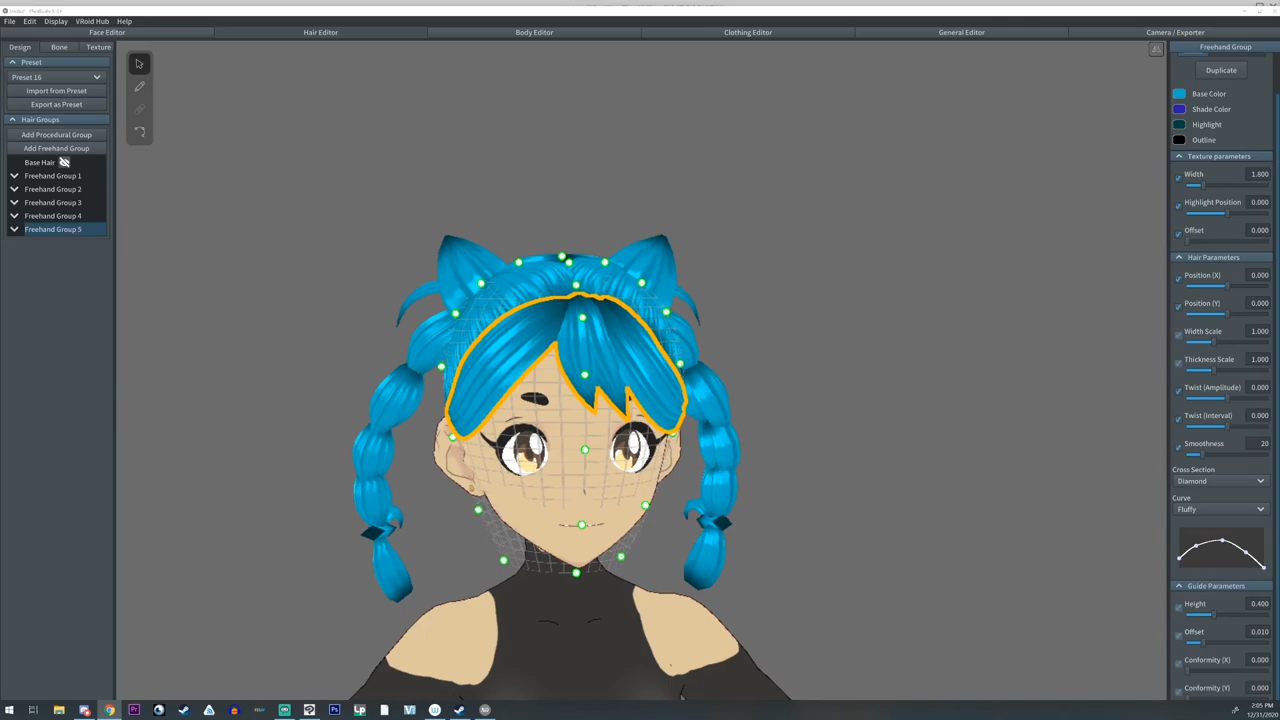 File Edit Display VRoid Hub Help
Face Editor Hair Editor Body Editor Clothing Editor General Editor Camera / Exporter
Design Bone Texture
Preset
Preset 16
Import from Preset
Export as Preset
Hair Groups
Add Procedural Group
Add Freehand Group
Base Hair
Freehand Group 1
Freehand Group 2
Freehand Group 3
Freehand Group 4
Freehand Group 5
Freehand Group
Duplicate
Base Color
Shade Color
Highlight
Outline
Texture parameters
Width 1.800
Highlight Position 0.000
Offset 0.000
Hair Parameters
Position (X) 0.000
Position (Y) 0.000
Width Scale 1.000
Thickness Scale 1.000
Twist (Amplitude) 0.000
Twist (Interval) 0.000
Smoothness 20
Cross Section
Diamond
Curve
Fluffy
Guide Parameters
Height 0.400
Offset 0.010
Conformity (X) 0.000
Conformity (Y) 0.000
2:05 PM
12/31/2020